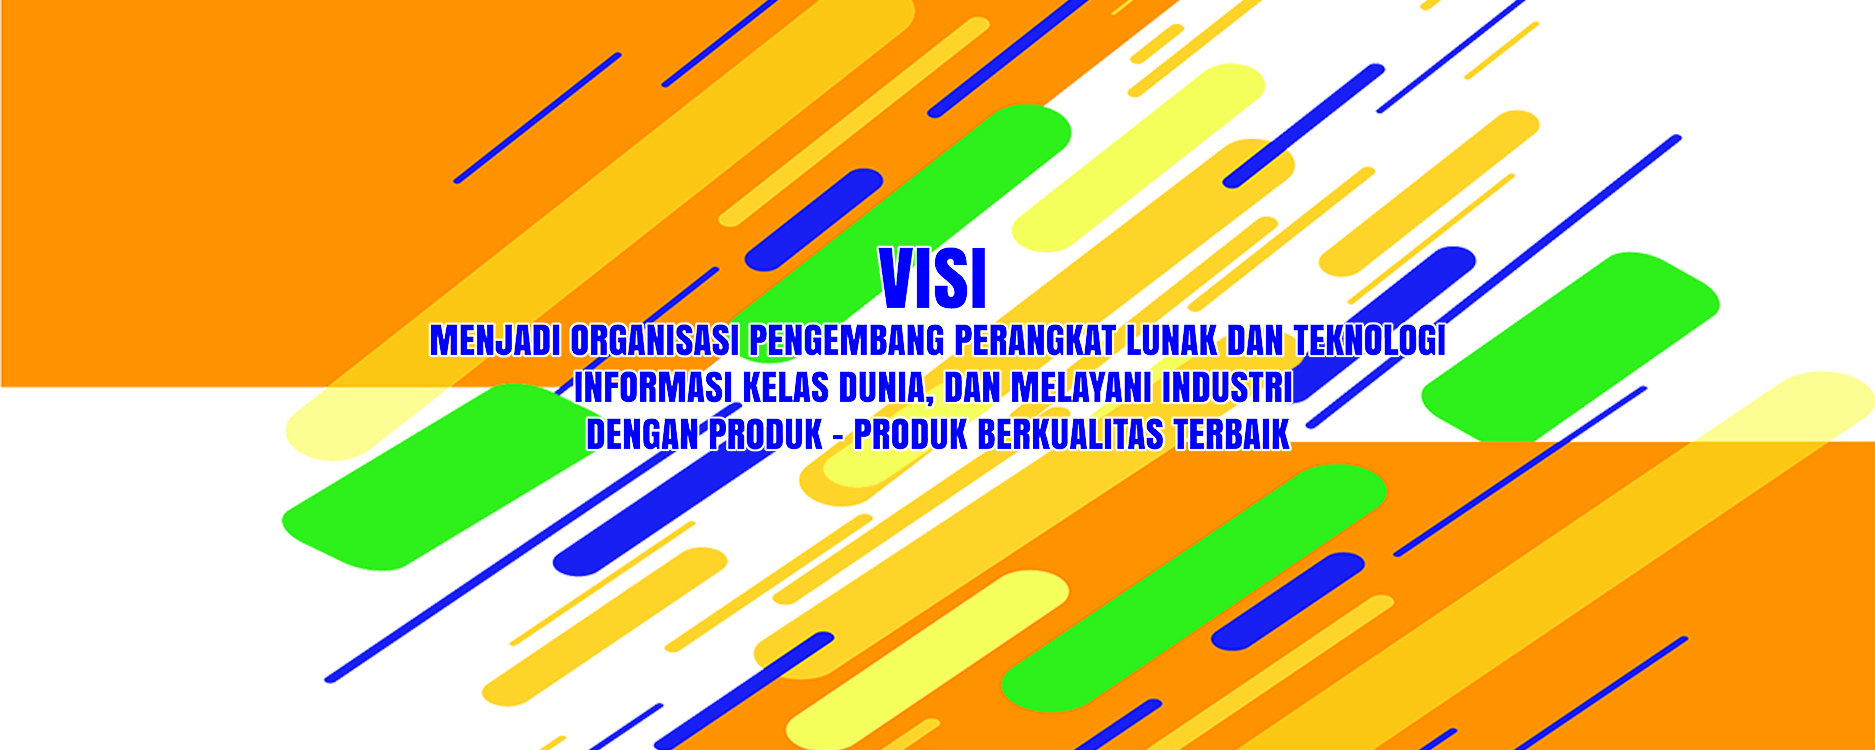 VISI
MENJADI ORGANISASI PENGEMBANG PERANGKAT LUNAK DAN TEKNOLOGI
INFORMASI KELAS DUNIA, DAN MELAYANI INDUSTRI
DENGAN PRODUK - PRODUK BERKUALITAS TERBAIK